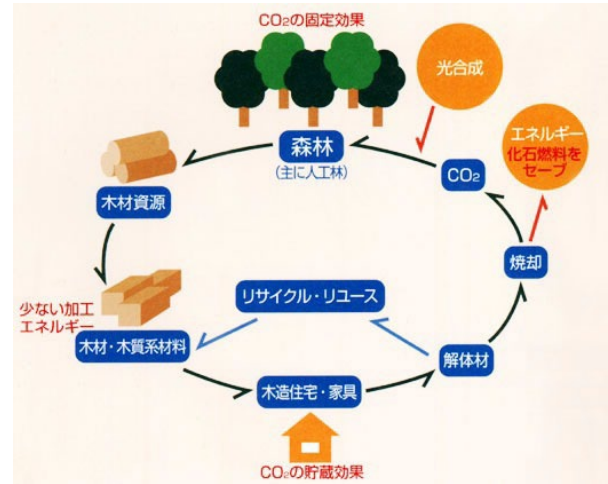 CO₂の固定効果
光合成
エネルギー
化石燃料を
セーブ
森林
(主に人工林)
CO₂
木材資源
焼却
リサイクル・リユース
少ない加工
エネルギー
木材・木質系材料
解体材
木造住宅・家具
CO₂の貯蔵効果